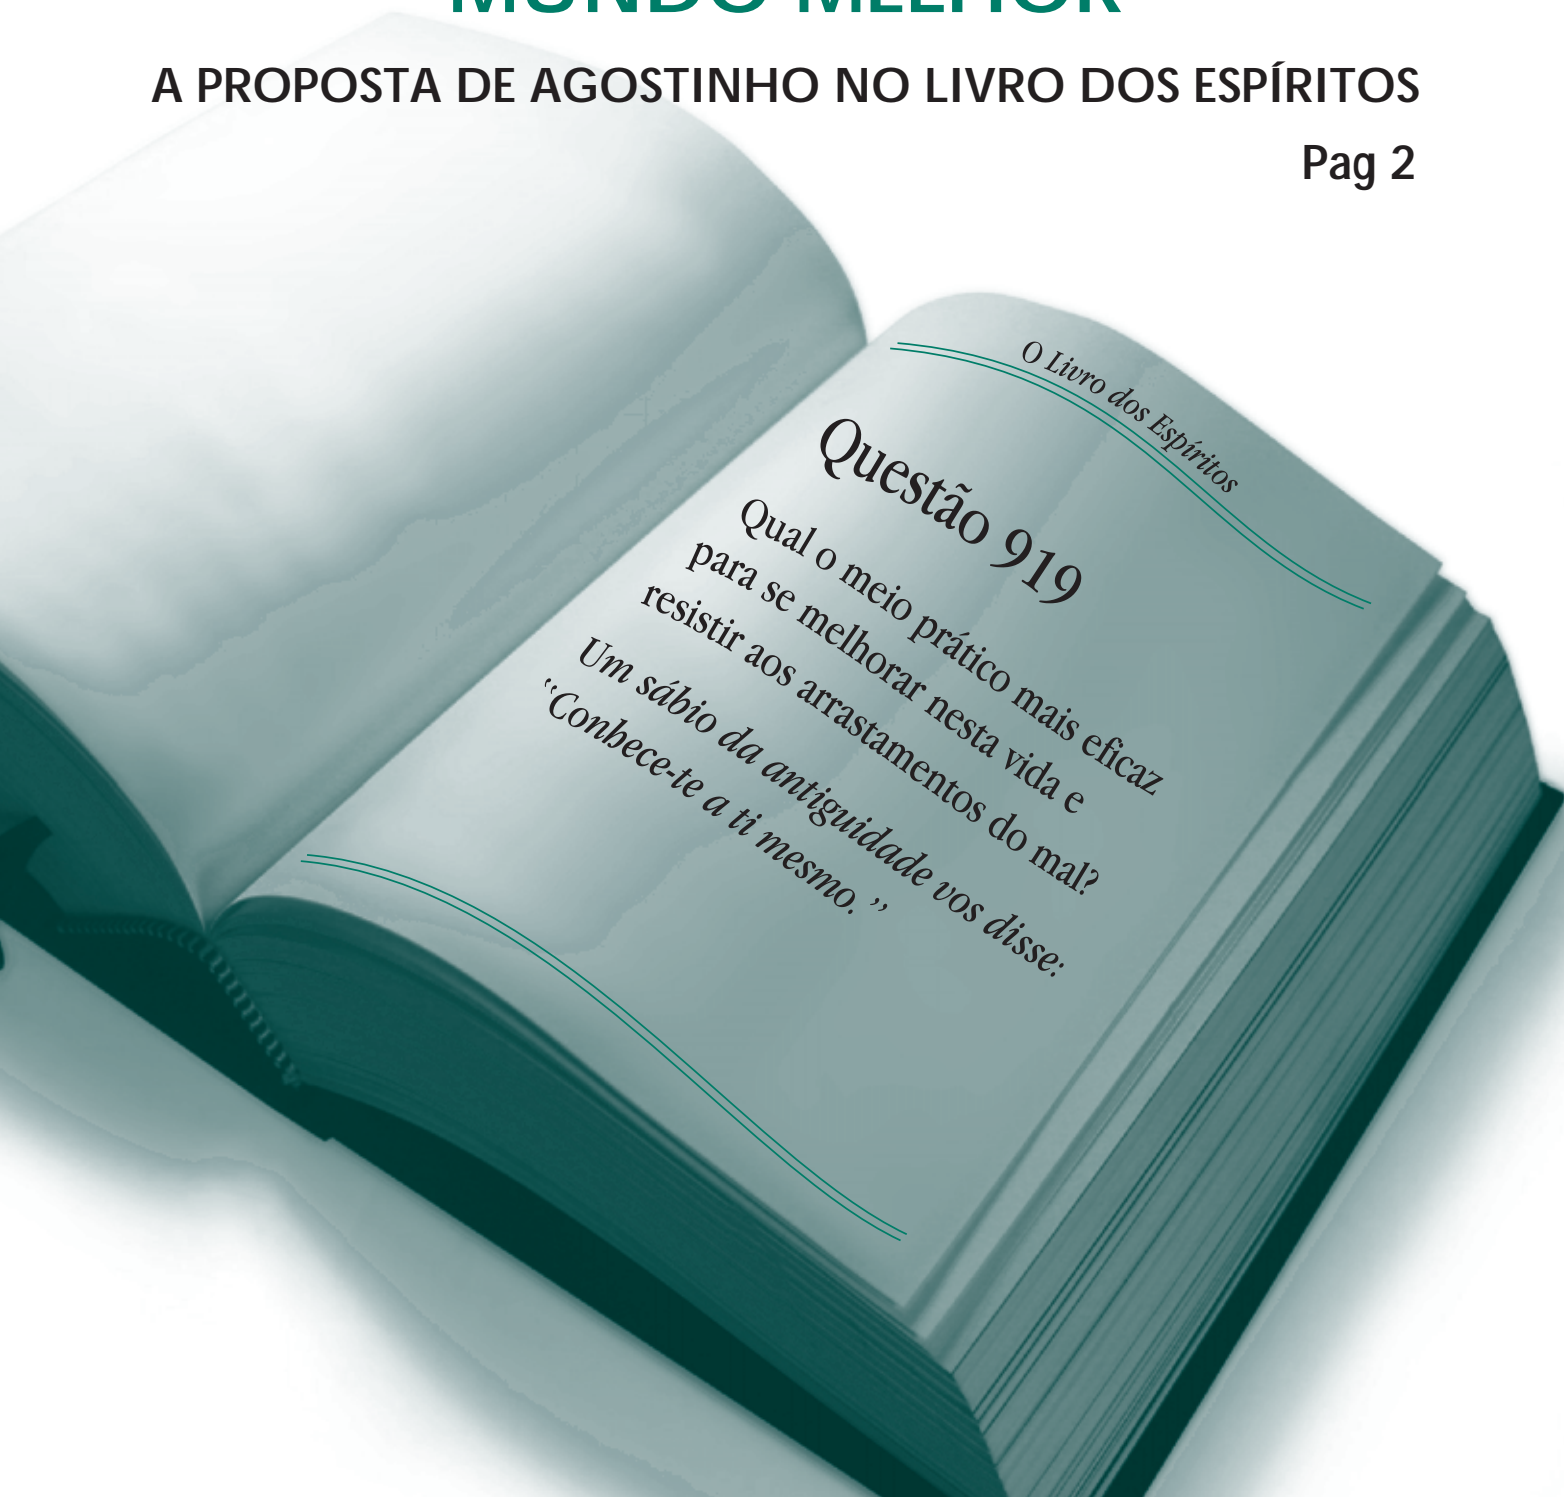 MUNDO MELHOR
A PROPOSTA DE AGOSTINHO NO LIVRO DOS ESPÍRITOS
Pag 2
O Livro dos Espíritos
Questão 919
Qual o meio prático mais eficaz
para se melhorar nesta vida e
resistir aos arrastamentos do mal?
Um sábio da antiguidade vos disse:
“Conhece-te a ti mesmo.”